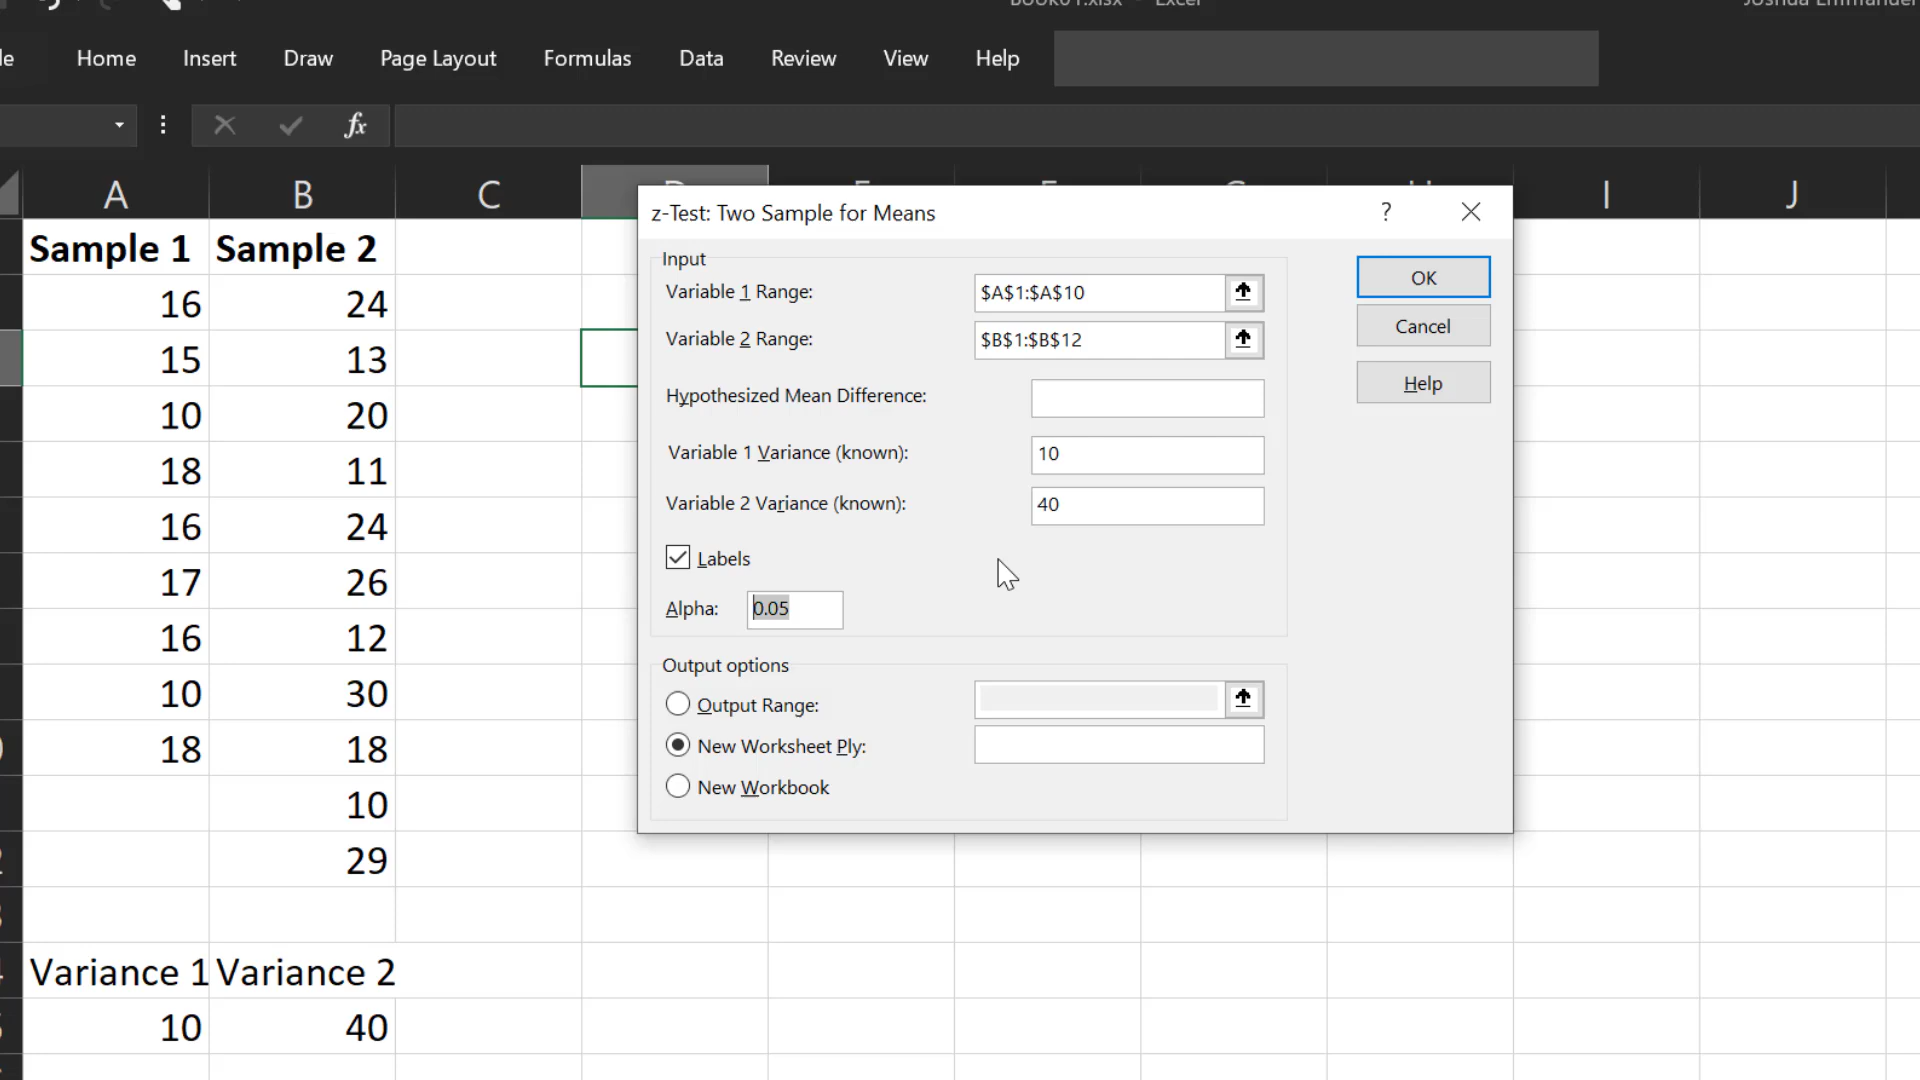 Home Insert Draw Page Layout Formulas Data Review View Help
fx
A B C I J
Sample 1 Sample 2
16 24
15 13
10 20
18 11
16 24
17 26
16 12
10 30
18 18
10
29
Variance 1 Variance 2
10 40
z-Test: Two Sample for Means ?
Input
Variable 1 Range: $A$1:$A$10
Variable 2 Range: $B$1:$B$12
Hypothesized Mean Difference:
Variable 1 Variance (known): 10
Variable 2 Variance (known): 40
Labels
Alpha: 0.05
Output options
Output Range:
New Worksheet Ply:
New Workbook
OK
Cancel
Help